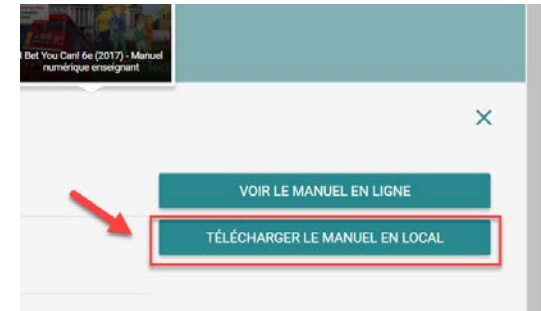 I Bet You Can! 6e (2017) - Manuel
numérique enseignant
VOIR LE MANUEL EN LIGNE
TÉLÉCHARGER LE MANUEL EN LOCAL